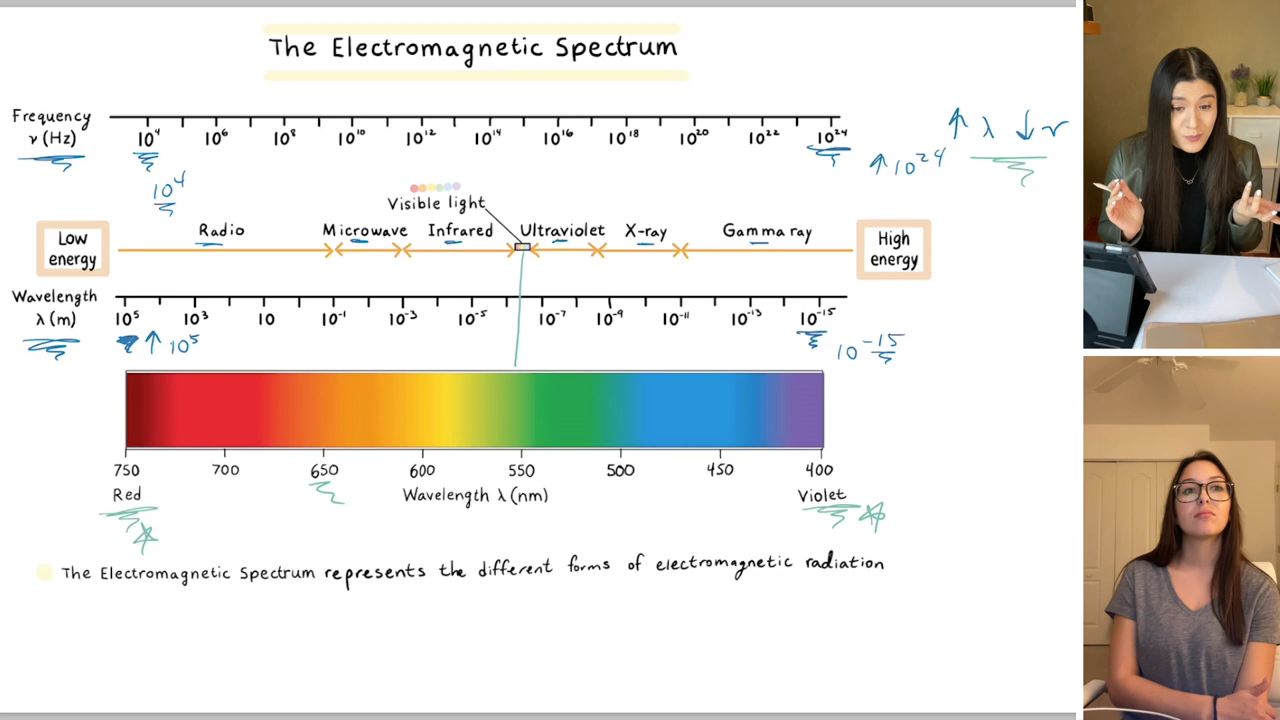 The Electromagnetic Spectrum
Frequency
ν (Hz)
10⁴ 10⁶ 10⁸ 10¹⁰ 10¹² 10¹⁴ 10¹⁶ 10¹⁸ 10²⁰ 10²² 10²⁴
↑ λ ↓ ν
↑ 10²⁴
10⁴
Visible light
Low
energy
Radio Microwave Infrared Ultraviolet X-ray Gamma ray
High
energy
Wavelength
λ (m)
10⁵ 10³ 10 10⁻¹ 10⁻³ 10⁻⁵ 10⁻⁷ 10⁻⁹ 10⁻¹¹ 10⁻¹³ 10⁻¹⁵
↑ 10⁵
10⁻¹⁵
750 700 650 600 550 500 450 400
Red Wavelength λ (nm) Violet
The Electromagnetic Spectrum represents the different forms of electromagnetic radiation